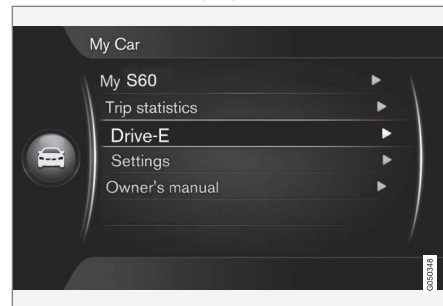 My Car
My S60
Trip statistics
Drive-E
Settings
Owner's manual
G050348